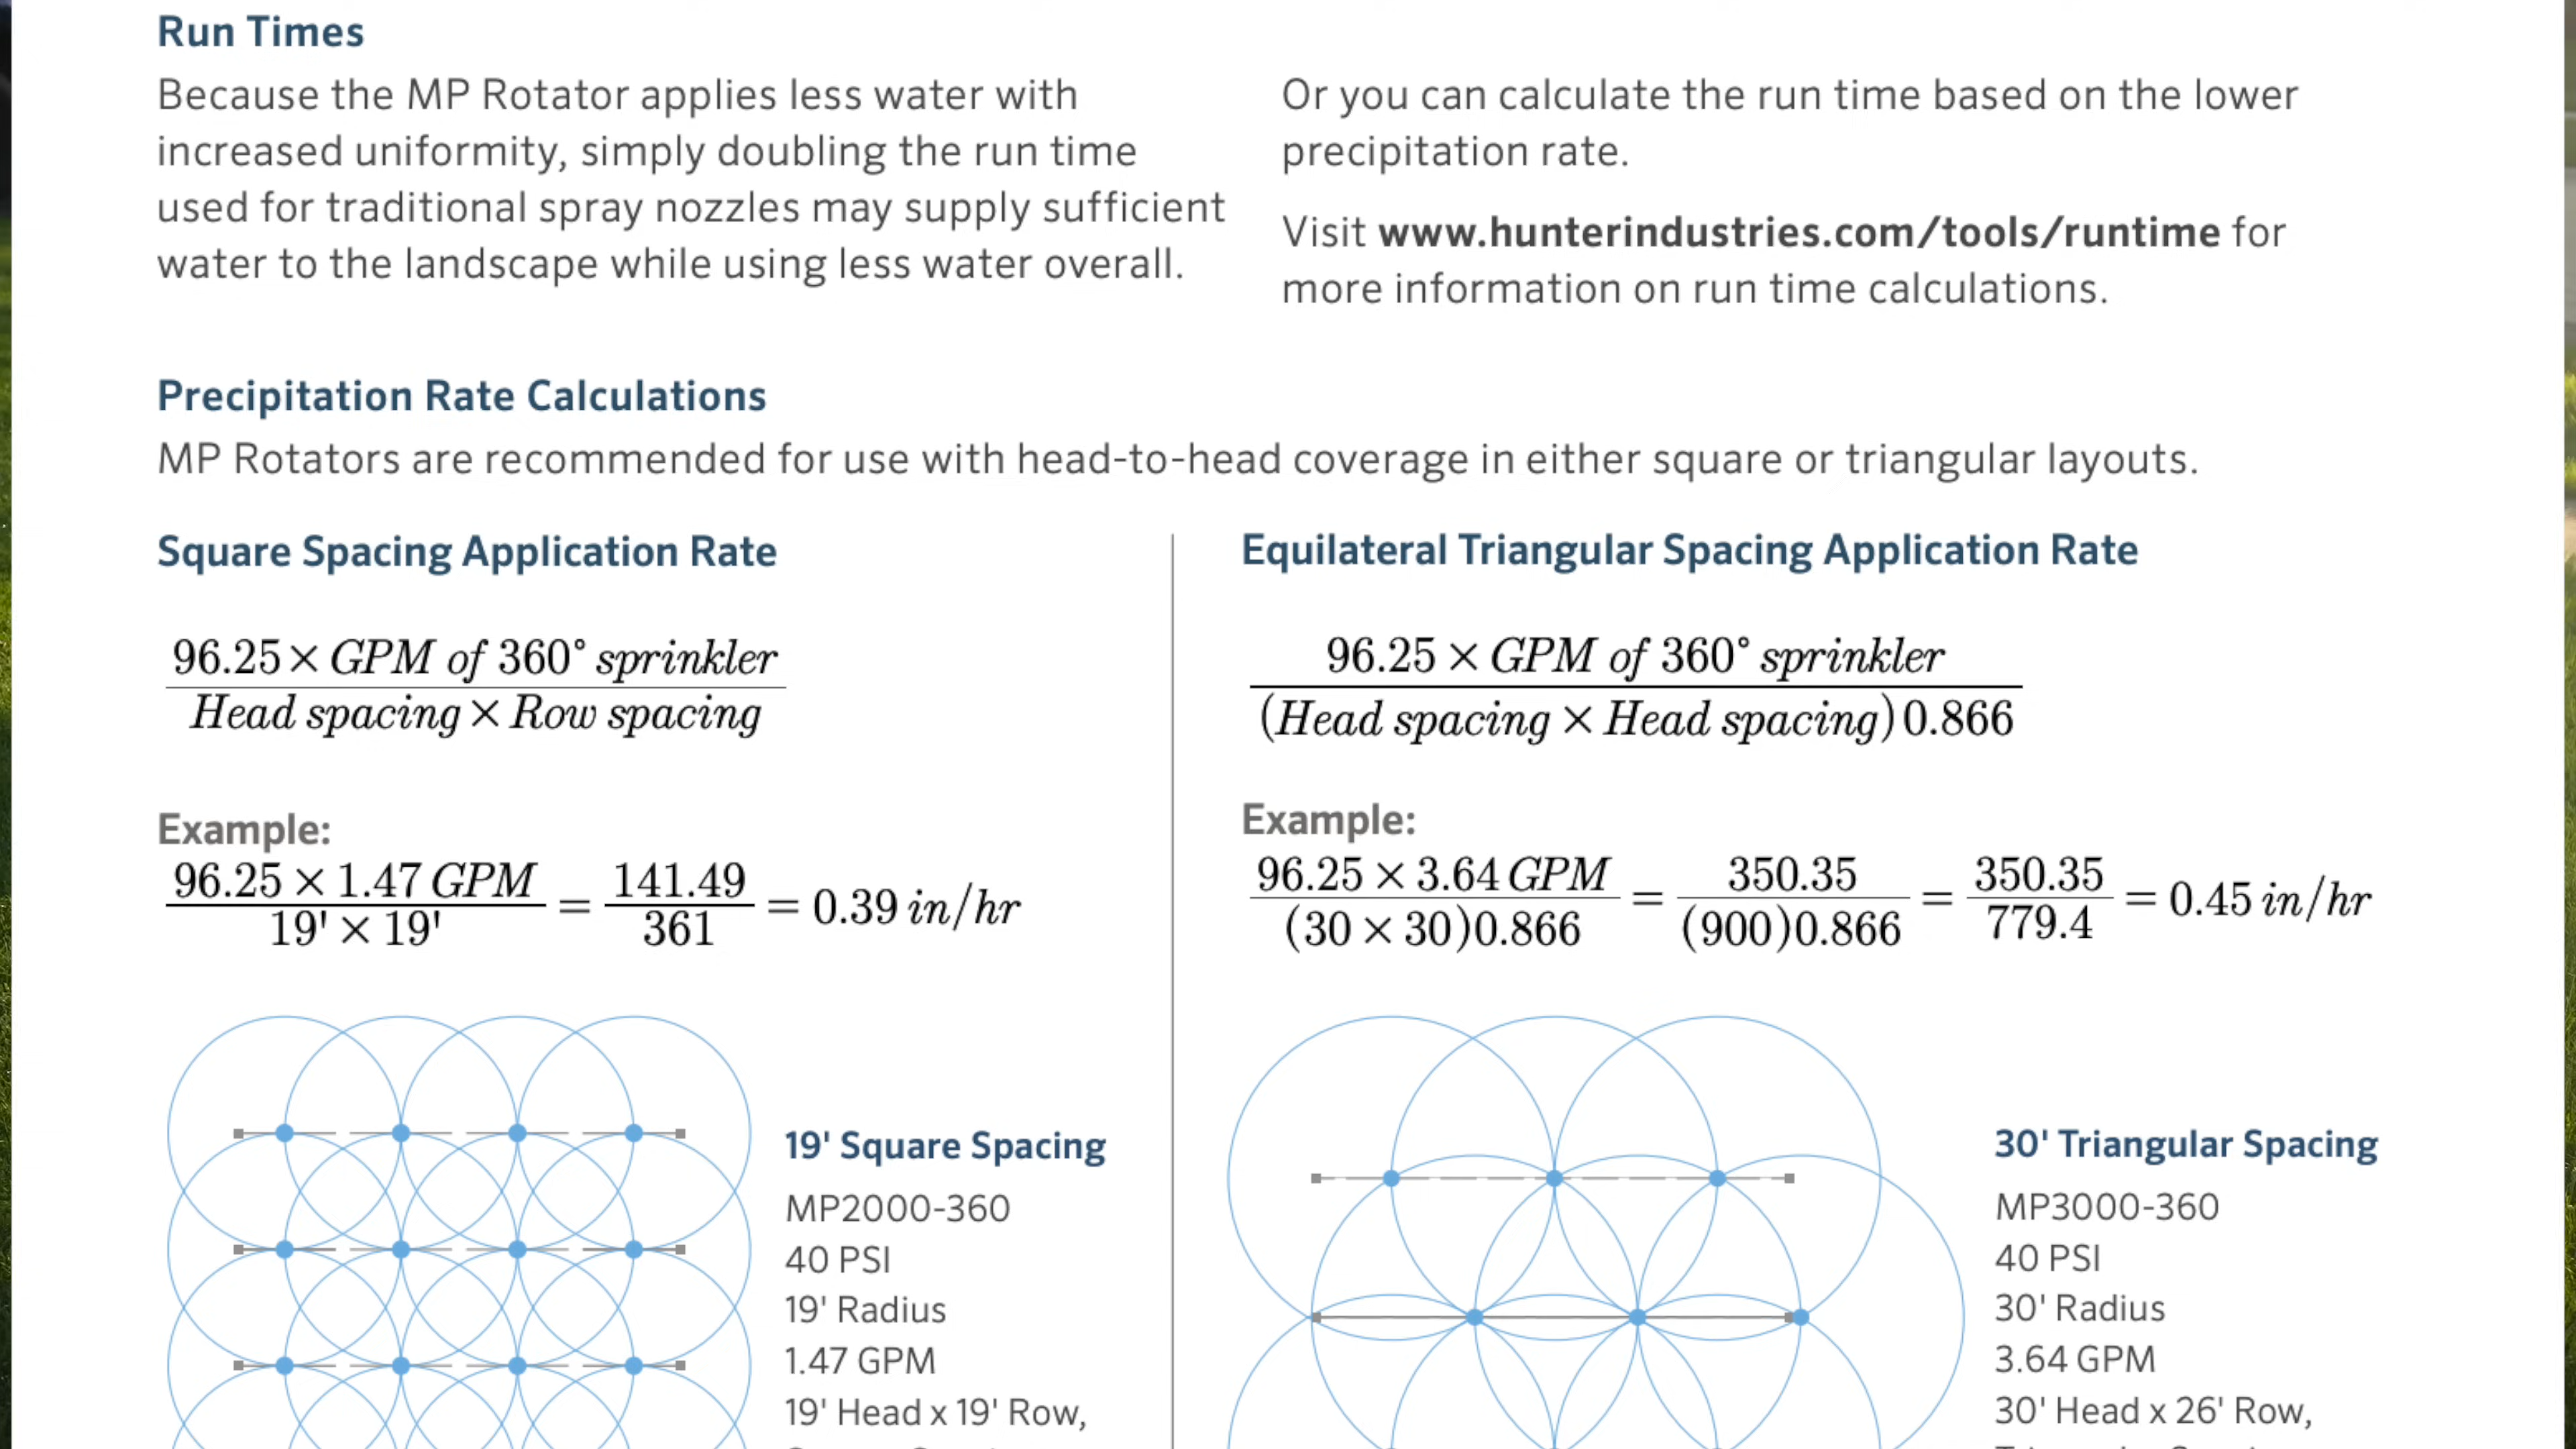 Run Times
Because the MP Rotator applies less water with
increased uniformity, simply doubling the run time
used for traditional spray nozzles may supply sufficient
water to the landscape while using less water overall.
Or you can calculate the run time based on the lower
precipitation rate.
Visit www.hunterindustries.com/tools/runtime for
more information on run time calculations.
Precipitation Rate Calculations
MP Rotators are recommended for use with head-to-head coverage in either square or triangular layouts.
Square Spacing Application Rate
96.25 × GPM of 360° sprinkler
Head spacing × Row spacing
Example:
96.25 × 1.47 GPM
19' × 19'
= 141.49
361
= 0.39 in/hr
19' Square Spacing
MP2000-360
40 PSI
19' Radius
1.47 GPM
19' Head x 19' Row,
Equilateral Triangular Spacing Application Rate
96.25 × GPM of 360° sprinkler
(Head spacing × Head spacing) 0.866
Example:
96.25 × 3.64 GPM
(30 × 30)0.866
= 350.35
(900)0.866
= 350.35
779.4
= 0.45 in/hr
30' Triangular Spacing
MP3000-360
40 PSI
30' Radius
3.64 GPM
30' Head x 26' Row,